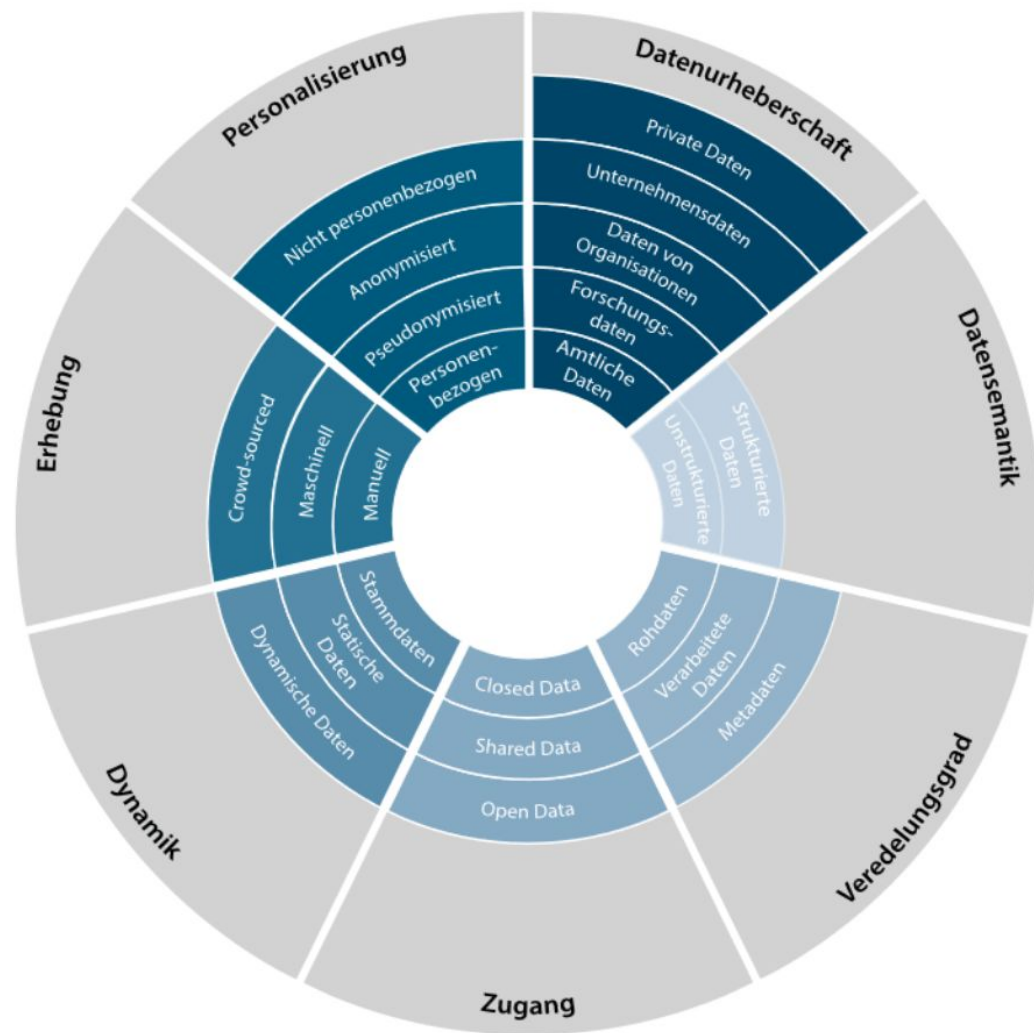 Datenurheberschaft
Private Daten
Unternehmensdaten
Daten von
Organisationen
Forschungs-
daten
Amtliche
Daten
Datensemantik
Strukturierte
Daten
Unstrukturierte
Daten
Veredelungsgrad
Rohdaten
Verarbeitete
Daten
Metadaten
Zugang
Closed Data
Shared Data
Open Data
Dynamik
Stammdaten
Statische
Daten
Dynamische Daten
Erhebung
Crowd-sourced
Maschinell
Manuell
Personalisierung
Nicht personenbezogen
Anonymisiert
Pseudonymisiert
Personen-
bezogen